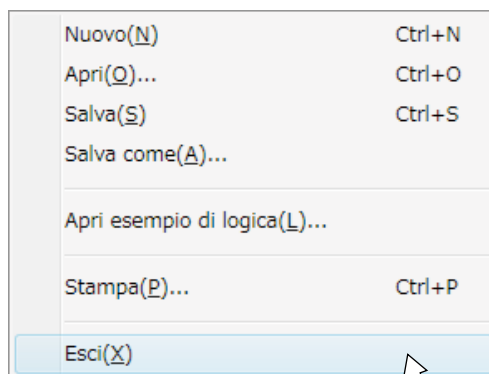 Nuovo(N) Ctrl+N
Apri(O)... Ctrl+O
Salva(S) Ctrl+S
Salva come(A)...
Apri esempio di logica(L)...
Stampa(P)... Ctrl+P
Esci(X)